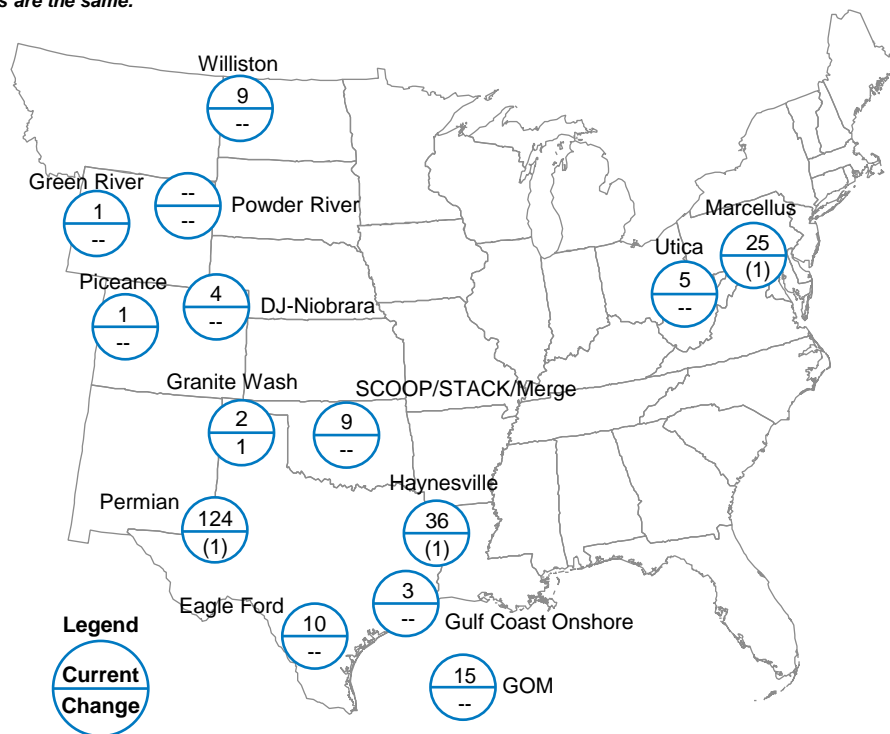 s are the same.
Williston
9
--
Green River
1
--
--
--
Powder River
Marcellus
25
(1)
Utica
5
--
Piceance
1
--
4
--
DJ-Niobrara
Granite Wash
2
1
SCOOP/STACK/Merge
9
--
Haynesville
36
(1)
Permian
124
(1)
Eagle Ford
10
--
3
--
Gulf Coast Onshore
15
--
GOM
Legend
Current
Change